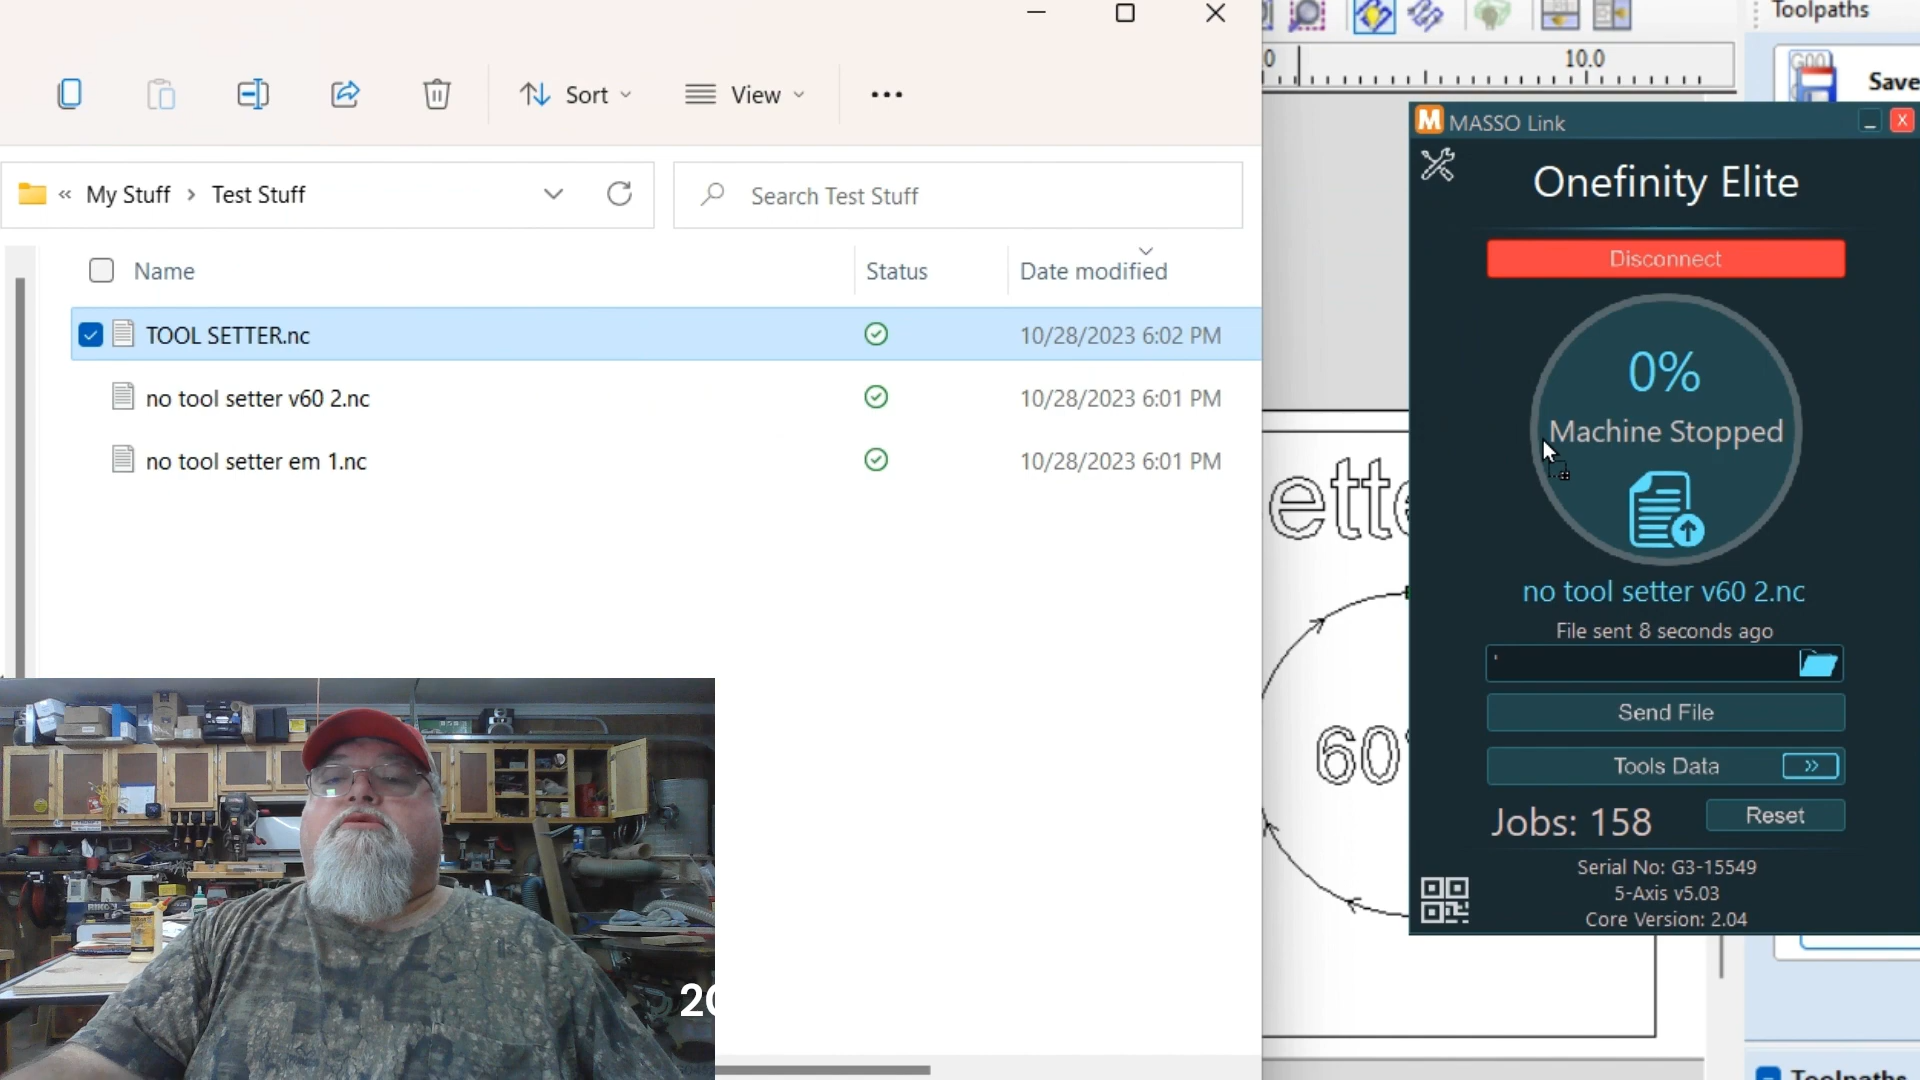 Sort
View
My Stuff
Test Stuff
Search Test Stuff
Name
Status
Date modified
TOOL SETTER.nc
10/28/2023 6:02 PM
no tool setter v60 2.nc
10/28/2023 6:01 PM
no tool setter em 1.nc
10/28/2023 6:01 PM
20
10.0
Toolpaths
G00
Save
ette
60°
M MASSO Link
Onefinity Elite
Disconnect
0%
Machine Stopped
no tool setter v60 2.nc
File sent 8 seconds ago
Send File
Tools Data
Jobs: 158
Reset
Serial No: G3-15549
5-Axis v5.03
Core Version: 2.04
Toolpaths